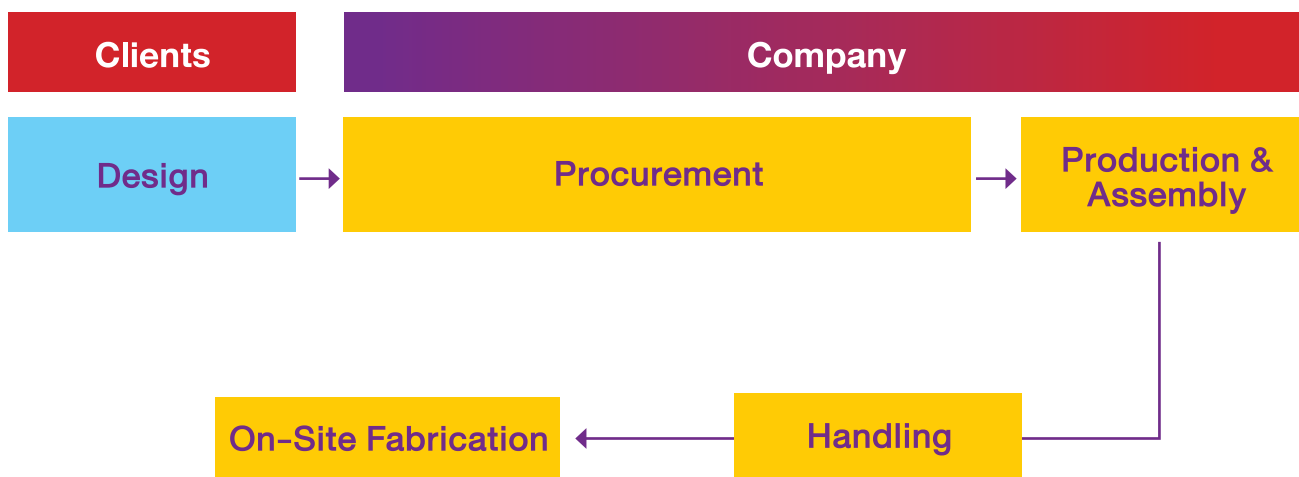 Clients
Company
Design
Procurement
Production &
Assembly
On-Site Fabrication
Handling